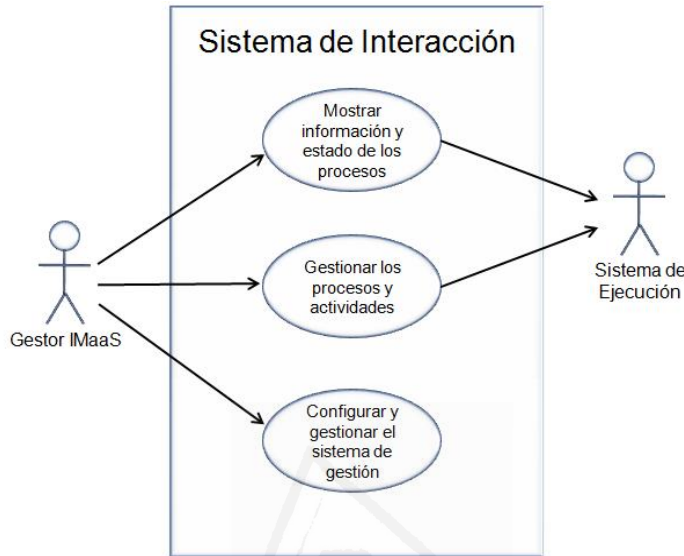 Sistema de Interacción
Mostrar
información y
estado de los
procesos
Gestionar los
procesos y
actividades
Configurar y
gestionar el
sistema de
gestión
Gestor IMaaS
Sistema de
Ejecución